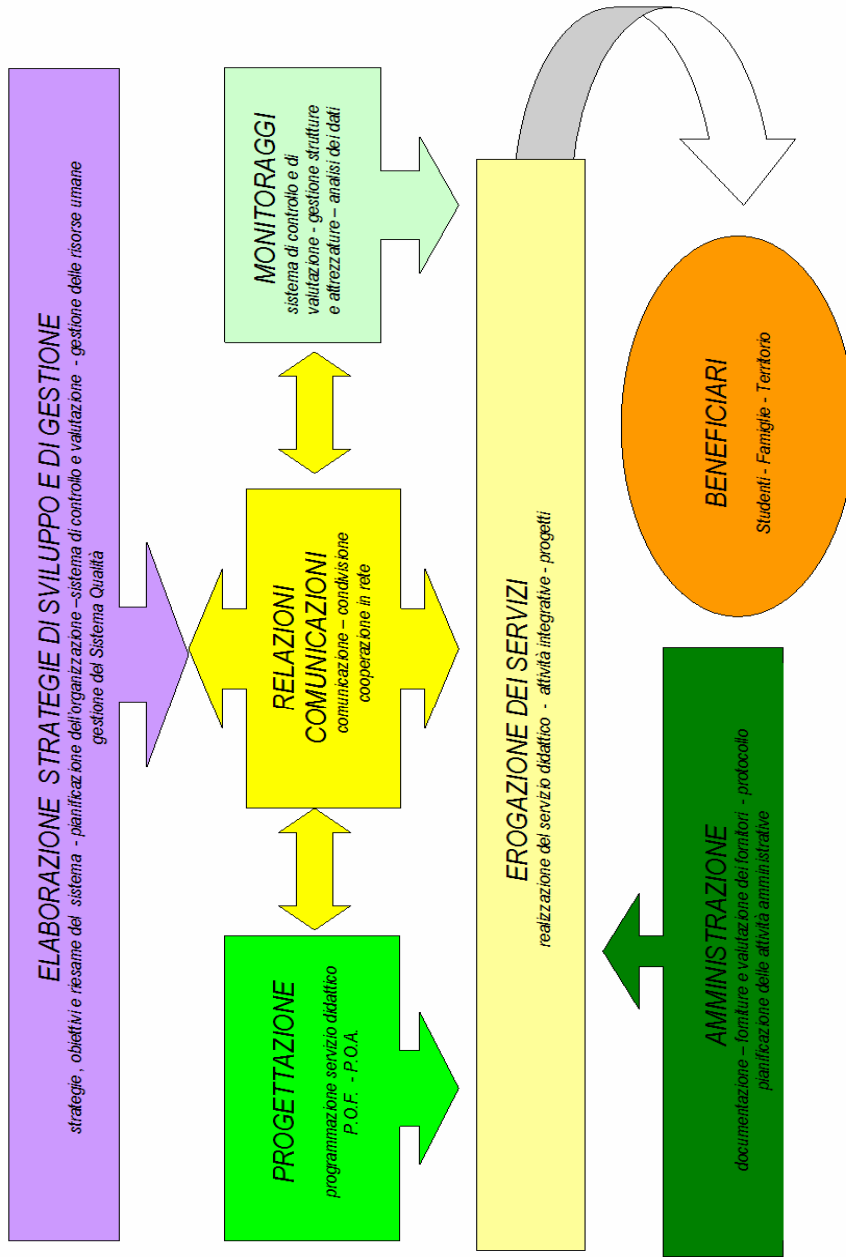 ELABORAZIONE STRATEGIE DI SVILUPPO E DI GESTIONE
strategie , obiettivi e riesame del sistema - pianificazione dell'organizzazione –sistema di controllo e valutazione - gestione delle risorse umane
gestione del Sistema Qualità
PROGETTAZIONE
programmazione servizio didattico
P.O.F. - P.O.A.
RELAZIONI
COMUNICAZIONI
comunicazione – condivisione
cooperazione in rete
MONITORAGGI
sistema di controllo e di
valutazione - gestione strutture
e attrezzature – analisi dei dati
EROGAZIONE DEI SERVIZI
realizzazione del servizio didattico - attività integrative - progetti
AMMINISTRAZIONE
documentazione – forniture e valutazione dei fornitori - protocollo
pianificazione delle attività amministrative
BENEFICIARI
Studenti - Famiglie - Territorio